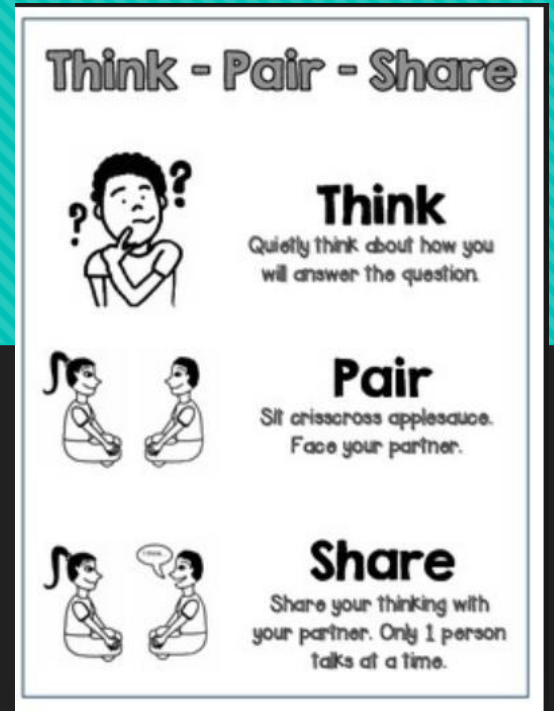 Think - Pair - Share
? ?
Think
Quietly think about how you
will answer the question.
Pair
Sit crisscross applesauce.
Face your partner.
I think...
Share
Share your thinking with
your partner. Only 1 person
talks at a time.